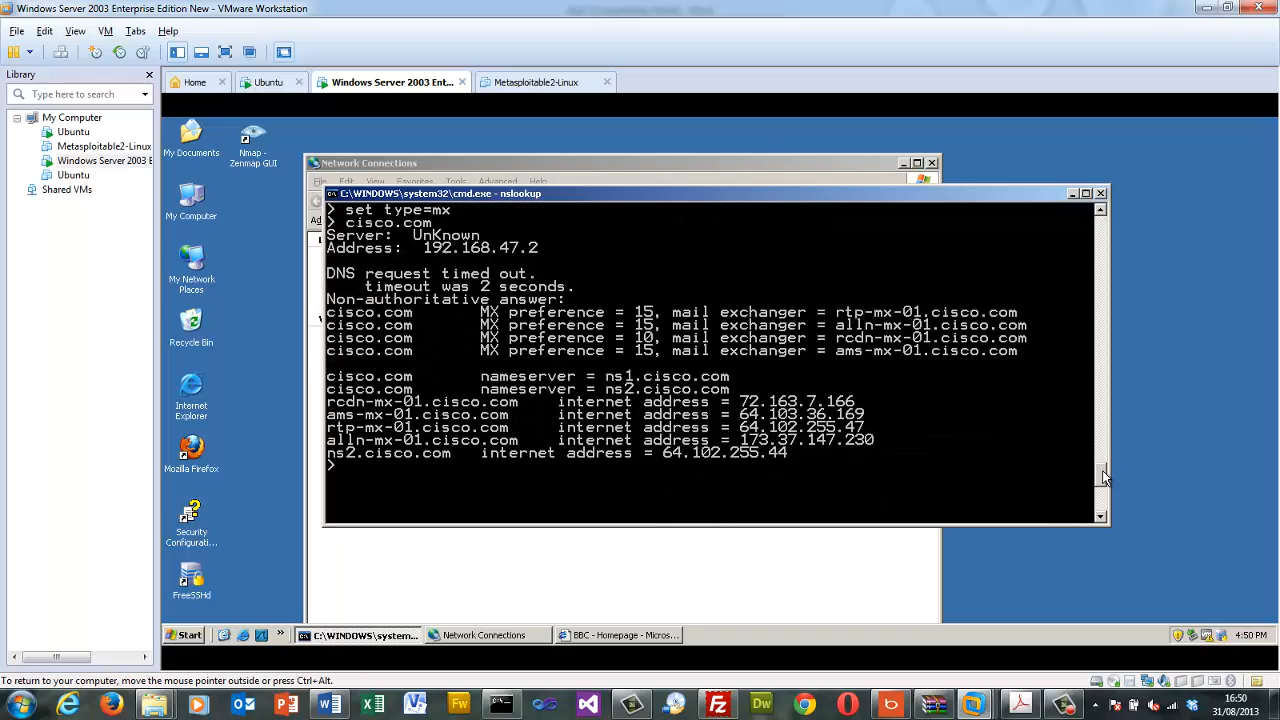 Windows Server 2003 Enterprise Edition New - VMware Workstation
File Edit View VM Tabs Help
Library
Type here to search
My Computer
Ubuntu
Metasploitable2-Linux
Windows Server 2003 E
Ubuntu
Shared VMs
Home
Ubuntu
Windows Server 2003 Ent...
Metasploitable2-Linux
My Documents
Nmap -
Zenmap GUI
My Computer
My Network
Places
Recycle Bin
Internet
Explorer
Mozilla Firefox
Security
Configurati...
FreeSSHd
Network Connections
File Edit View Favorites Tools Advanced Help
C:\WINDOWS\system32\cmd.exe - nslookup
> set type=mx
> cisco.com
Server: UnKnown
Address: 192.168.47.2
DNS request timed out.
timeout was 2 seconds.
Non-authoritative answer:
cisco.com MX preference = 15, mail exchanger = rtp-mx-01.cisco.com
cisco.com MX preference = 15, mail exchanger = alln-mx-01.cisco.com
cisco.com MX preference = 10, mail exchanger = rcdn-mx-01.cisco.com
cisco.com MX preference = 15, mail exchanger = ams-mx-01.cisco.com
cisco.com nameserver = ns1.cisco.com
cisco.com nameserver = ns2.cisco.com
rcdn-mx-01.cisco.com internet address = 72.163.7.166
ams-mx-01.cisco.com internet address = 64.103.36.169
rtp-mx-01.cisco.com internet address = 64.102.255.47
alln-mx-01.cisco.com internet address = 173.37.147.230
ns2.cisco.com internet address = 64.102.255.44
>
Start
C:\WINDOWS\system...
Network Connections
BBC - Homepage - Micros...
4:50 PM
To return to your computer, move the mouse pointer outside or press Ctrl+Alt.
16:50
31/08/2013